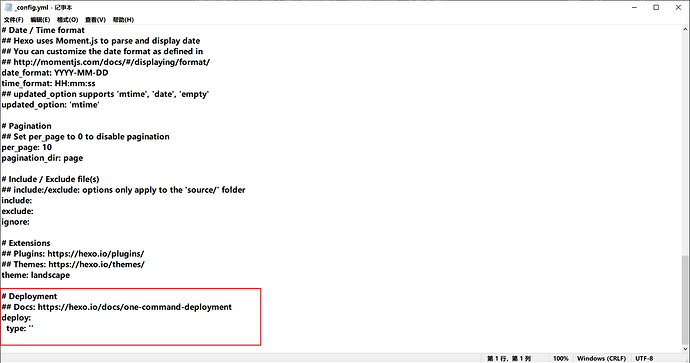 _config.yml - 记事本
文件(F) 编辑(E) 格式(O) 查看(V) 帮助(H)
# Date / Time format
## Hexo uses Moment.js to parse and display date
## You can customize the date format as defined in
## http://momentjs.com/docs/#/displaying/format/
date_format: YYYY-MM-DD
time_format: HH:mm:ss
## updated_option supports 'mtime', 'date', 'empty'
updated_option: 'mtime'
# Pagination
## Set per_page to 0 to disable pagination
per_page: 10
pagination_dir: page
# Include / Exclude file(s)
## include:/exclude: options only apply to the 'source/' folder
include:
exclude:
ignore:
# Extensions
## Plugins: https://hexo.io/plugins/
## Themes: https://hexo.io/themes/
theme: landscape
# Deployment
## Docs: https://hexo.io/docs/one-command-deployment
deploy:
  type: ''
第 1 行，第 1 列 100% Windows (CRLF) UTF-8